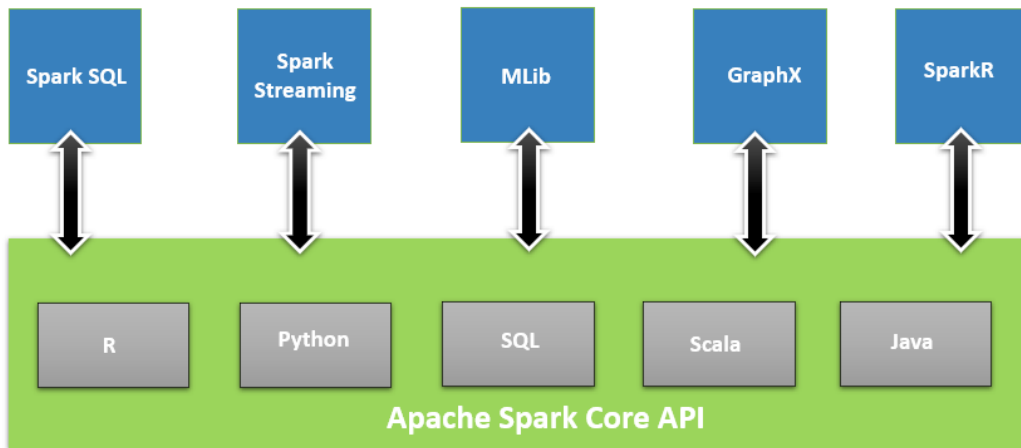 Spark SQL
Spark
Streaming
MLib
GraphX
SparkR
R
Python
SQL
Scala
Java
Apache Spark Core API